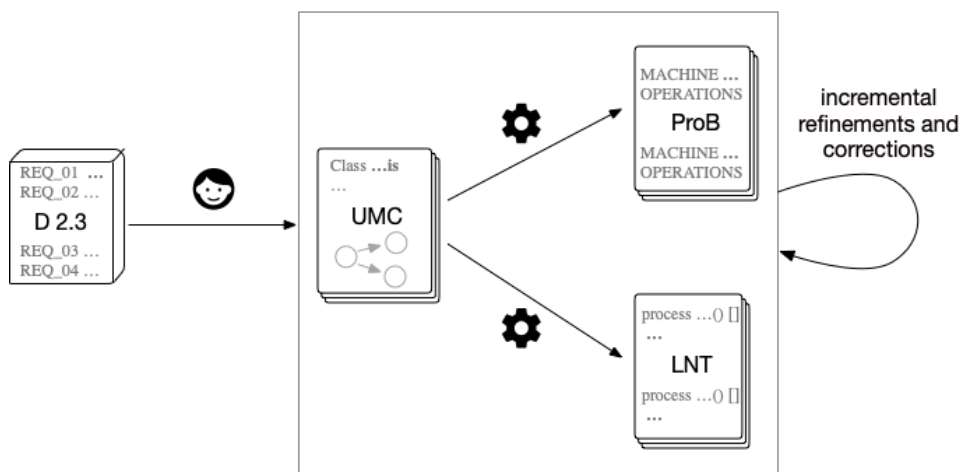 REQ_01 ...
REQ_02 ...
D 2.3
REQ_03 ...
REQ_04 ...
Class ...is
...
UMC
MACHINE ...
OPERATIONS
ProB
MACHINE ...
OPERATIONS
process ...() []
...
LNT
process ...() []
...
incremental
refinements and
corrections